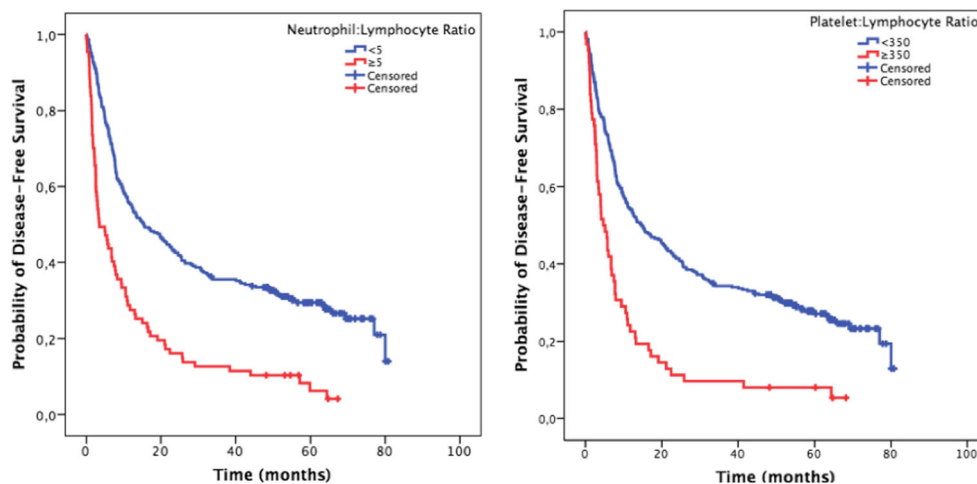 Neutrophil:Lymphocyte Ratio
<5
≥5
Censored
Censored
1,0
0,8
0,6
0,4
0,2
0,0
Probability of Disease-Free Survival
0 20 40 60 80 100
Time (months)
Platelet:Lymphocyte Ratio
<350
≥350
Censored
Censored
1,0
0,8
0,6
0,4
0,2
0,0
Probability of Disease-Free Survival
0 20 40 60 80 100
Time (months)